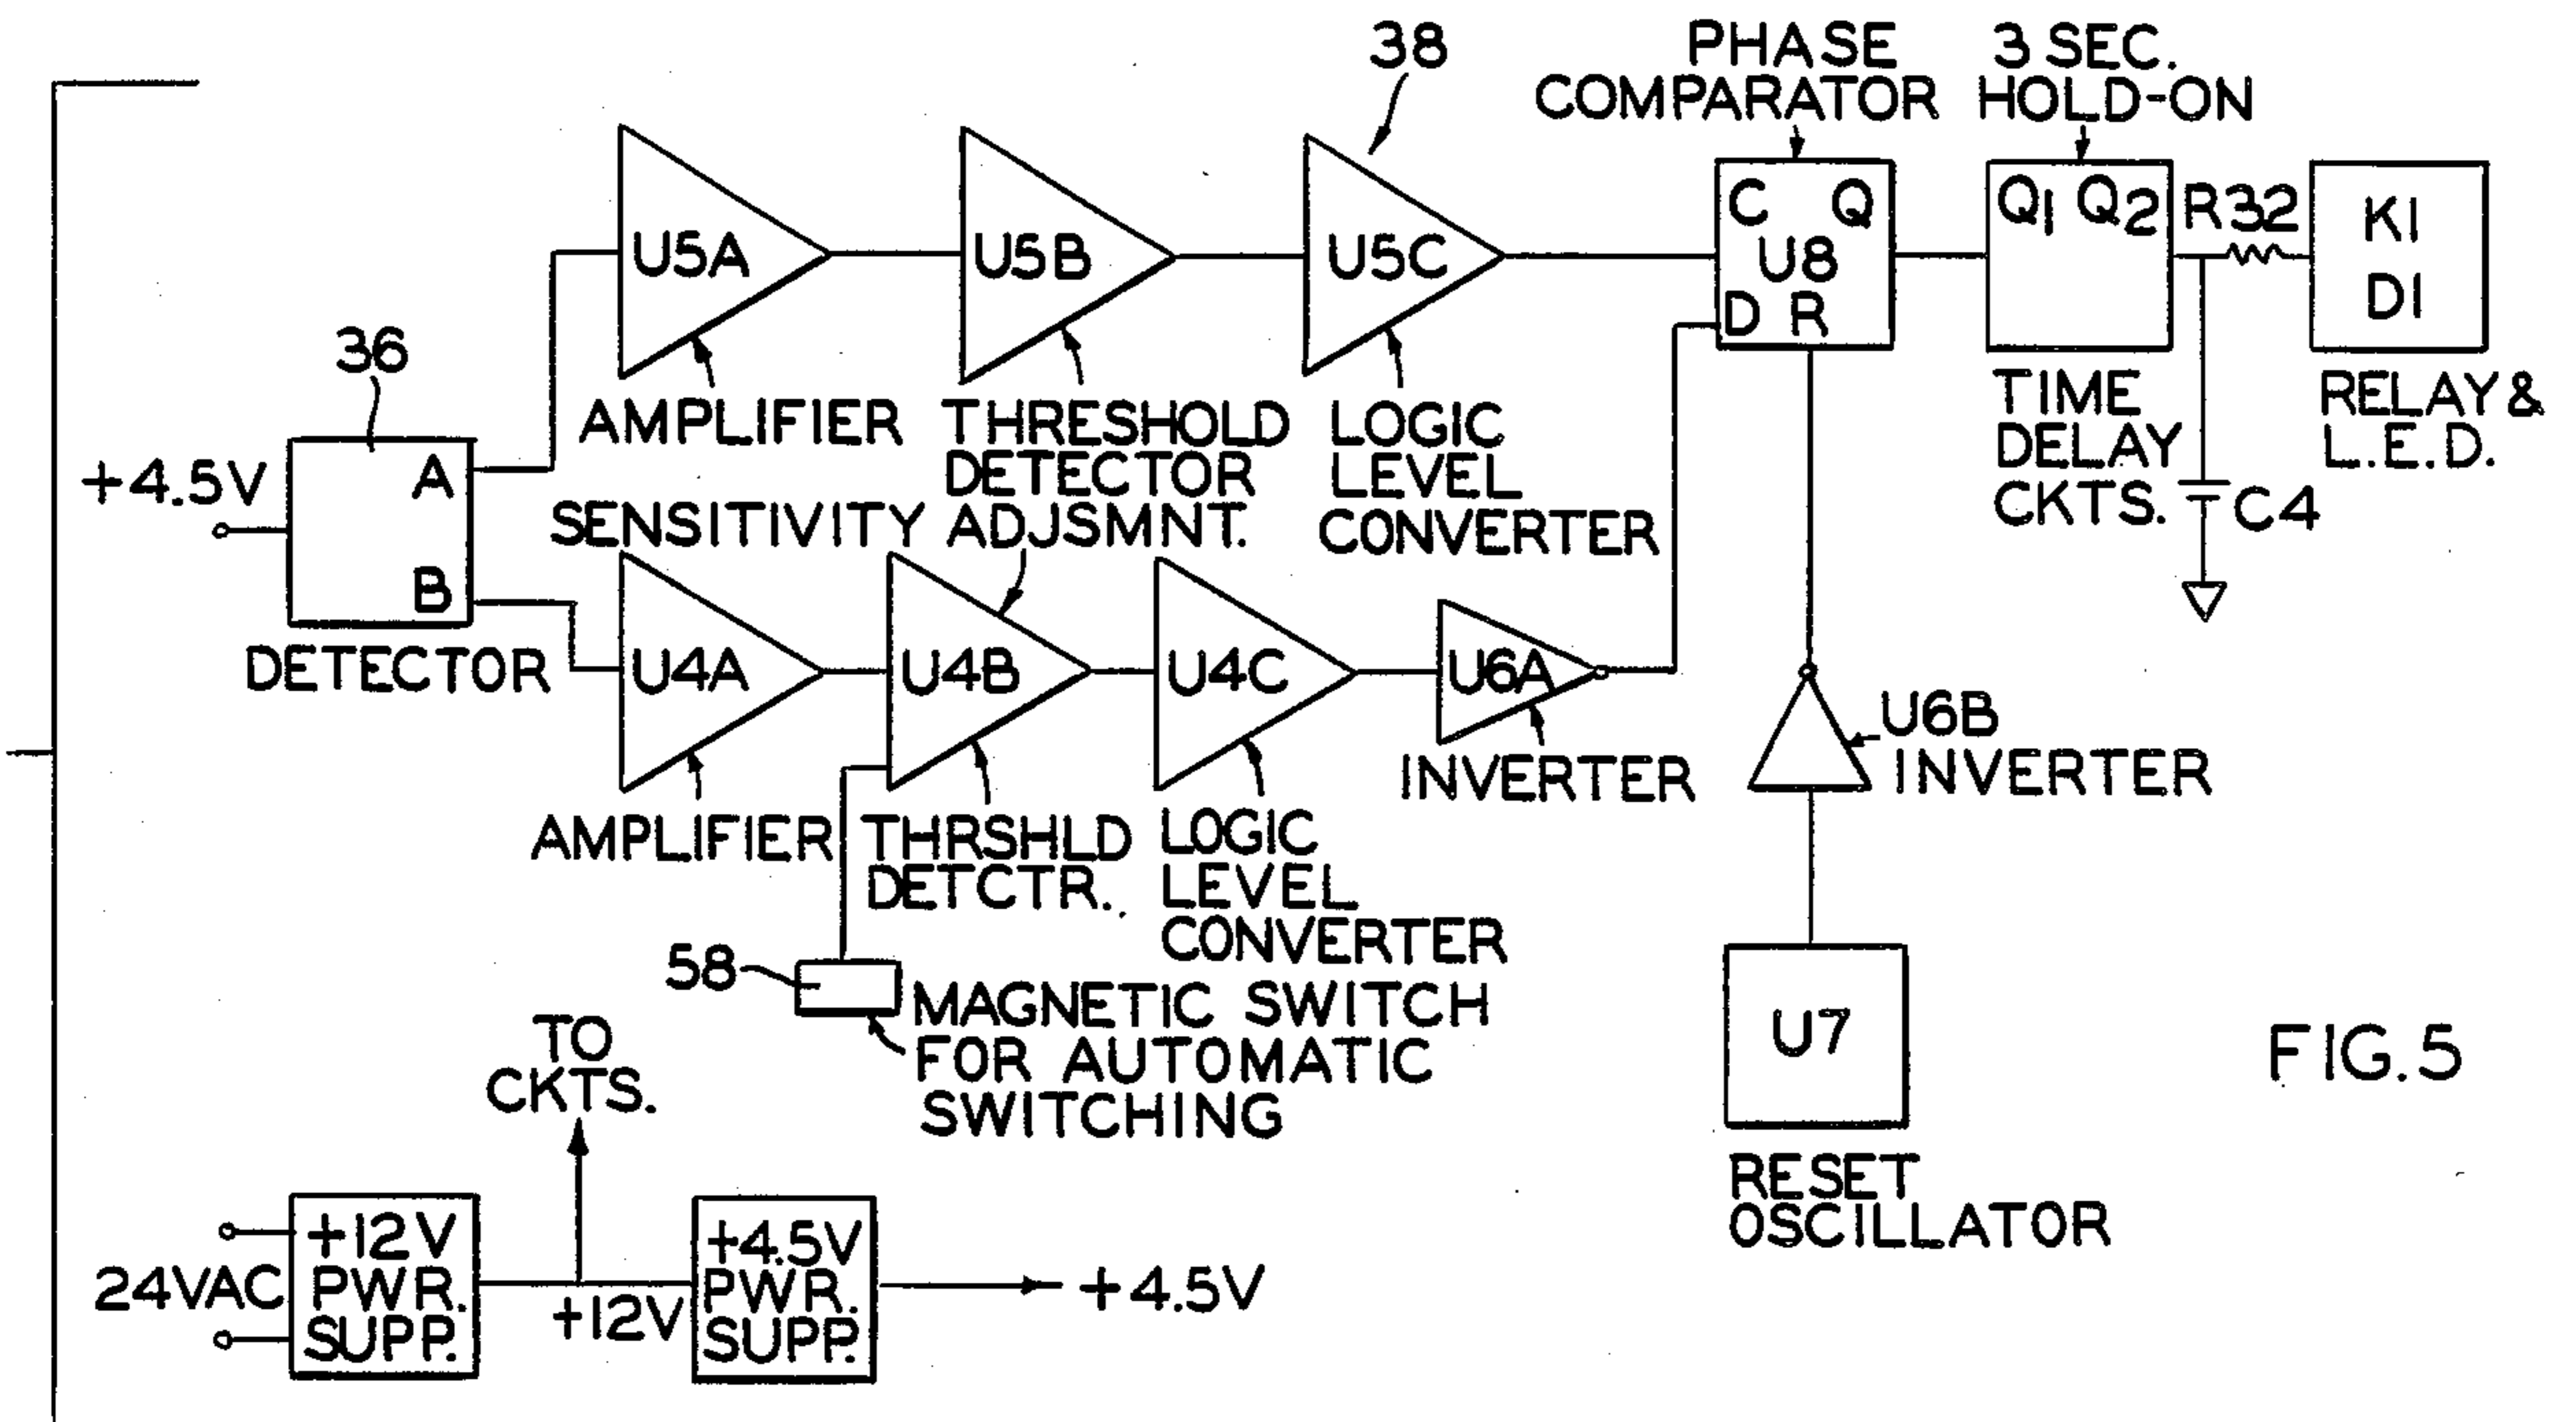 38
PHASE
COMPARATOR
3 SEC.
HOLD-ON
U5A
U5B
U5C
C Q
U8
D R
Q1 Q2
R32
K1
D1
36
AMPLIFIER
THRESHOLD
DETECTOR
LOGIC
LEVEL
CONVERTER
TIME
DELAY
CKTS.
RELAY &
L.E.D.
+4.5V
A
B
C4
SENSITIVITY ADJSMNT.
DETECTOR
U4A
U4B
U4C
U6A
U6B
INVERTER
INVERTER
AMPLIFIER
THRSHLD
DETCTR.
LOGIC
LEVEL
CONVERTER
58
MAGNETIC SWITCH
FOR AUTOMATIC
SWITCHING
U7
FIG. 5
RESET
OSCILLATOR
TO
CKTS.
24VAC
+12V
PWR.
SUPP.
+12V
+4.5V
PWR.
SUPP.
+4.5V